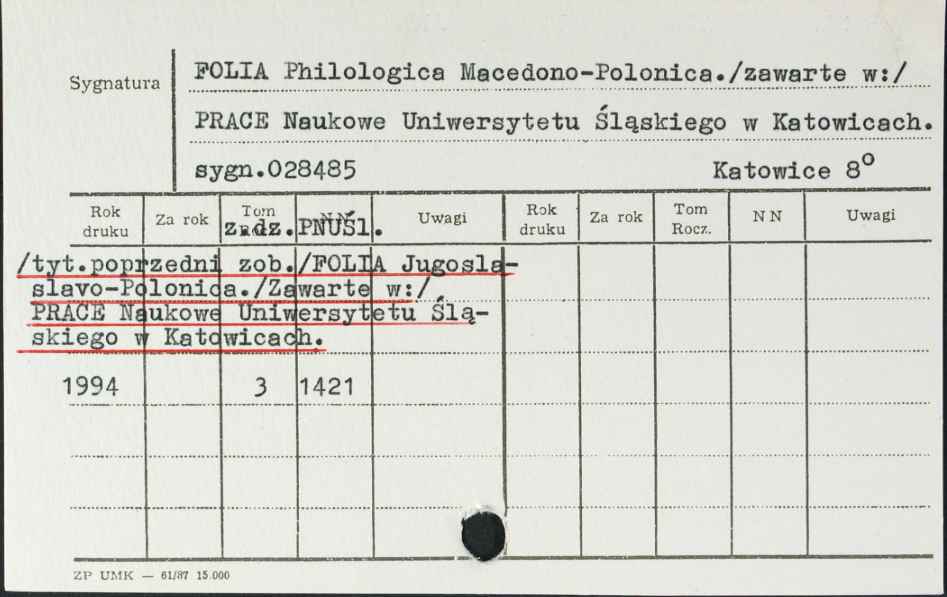 FOLIA Philologica Macedono-Polonica./zawarte w:/
Sygnatura
PRACE Naukowe Uniwersytetu Śląskiego w Katowicach.
sygn.028485 Katowice 8o
Rok druku Za rok Tom zadz. PNUŚl. Uwagi Rok druku Za rok Tom Rocz. NN Uwagi
/tyt.poprzedni zob./FOLIA Jugosla-
slavo-Polonica./Zawarte w:/
PRACE Naukowe Uniwersytetu Ślą-
skiego w Katowicach.
1994 3 1421
ZP UMK — 61/87 15.000